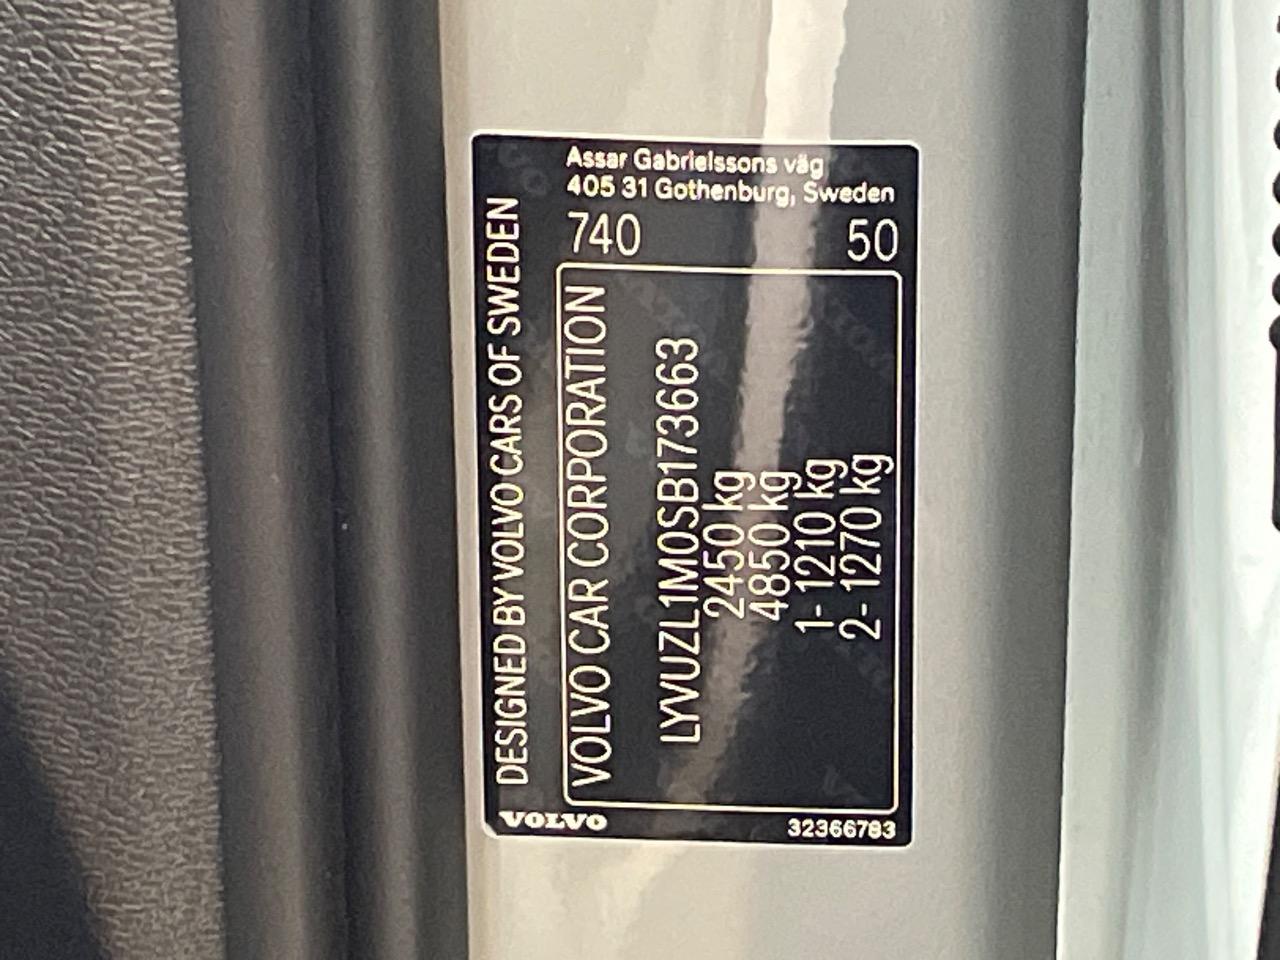 Assar Gabrielssons väg
405 31 Gothenburg, Sweden
740 50
DESIGNED BY VOLVO CARS OF SWEDEN
VOLVO CAR CORPORATION
LYVUZL1M0SB173663
2450 kg
4850 kg
1- 1210 kg
2- 1270 kg
VOLVO
32366783